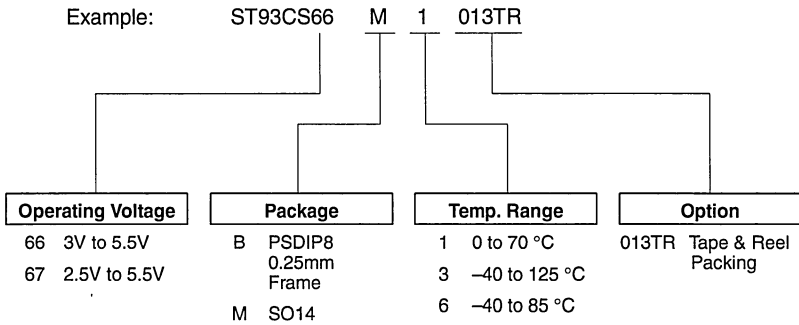 Example: ST93CS66 M 1 013TR
Operating Voltage
66 3V to 5.5V
67 2.5V to 5.5V
Package
B PSDIP8
0.25mm
Frame
M SO14
Temp. Range
1 0 to 70 °C
3 –40 to 125 °C
6 –40 to 85 °C
Option
013TR Tape & Reel
Packing